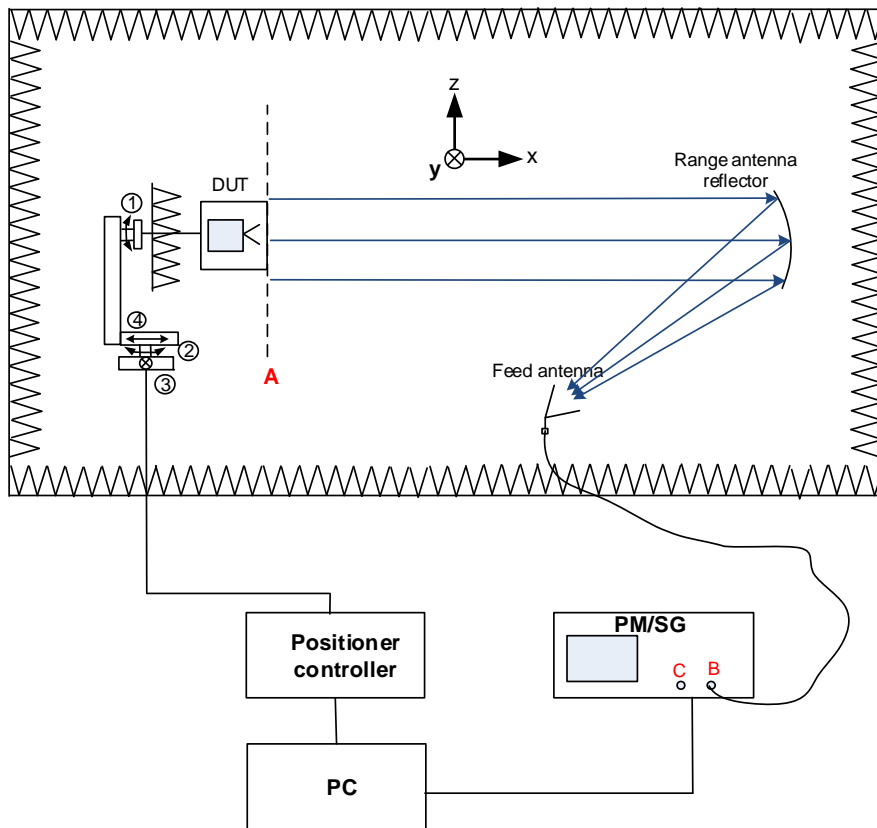 z
x
y
Range antenna
reflector
DUT
①
④
②
③
A
Feed antenna
Positioner
controller
PM/SG
C
B
PC